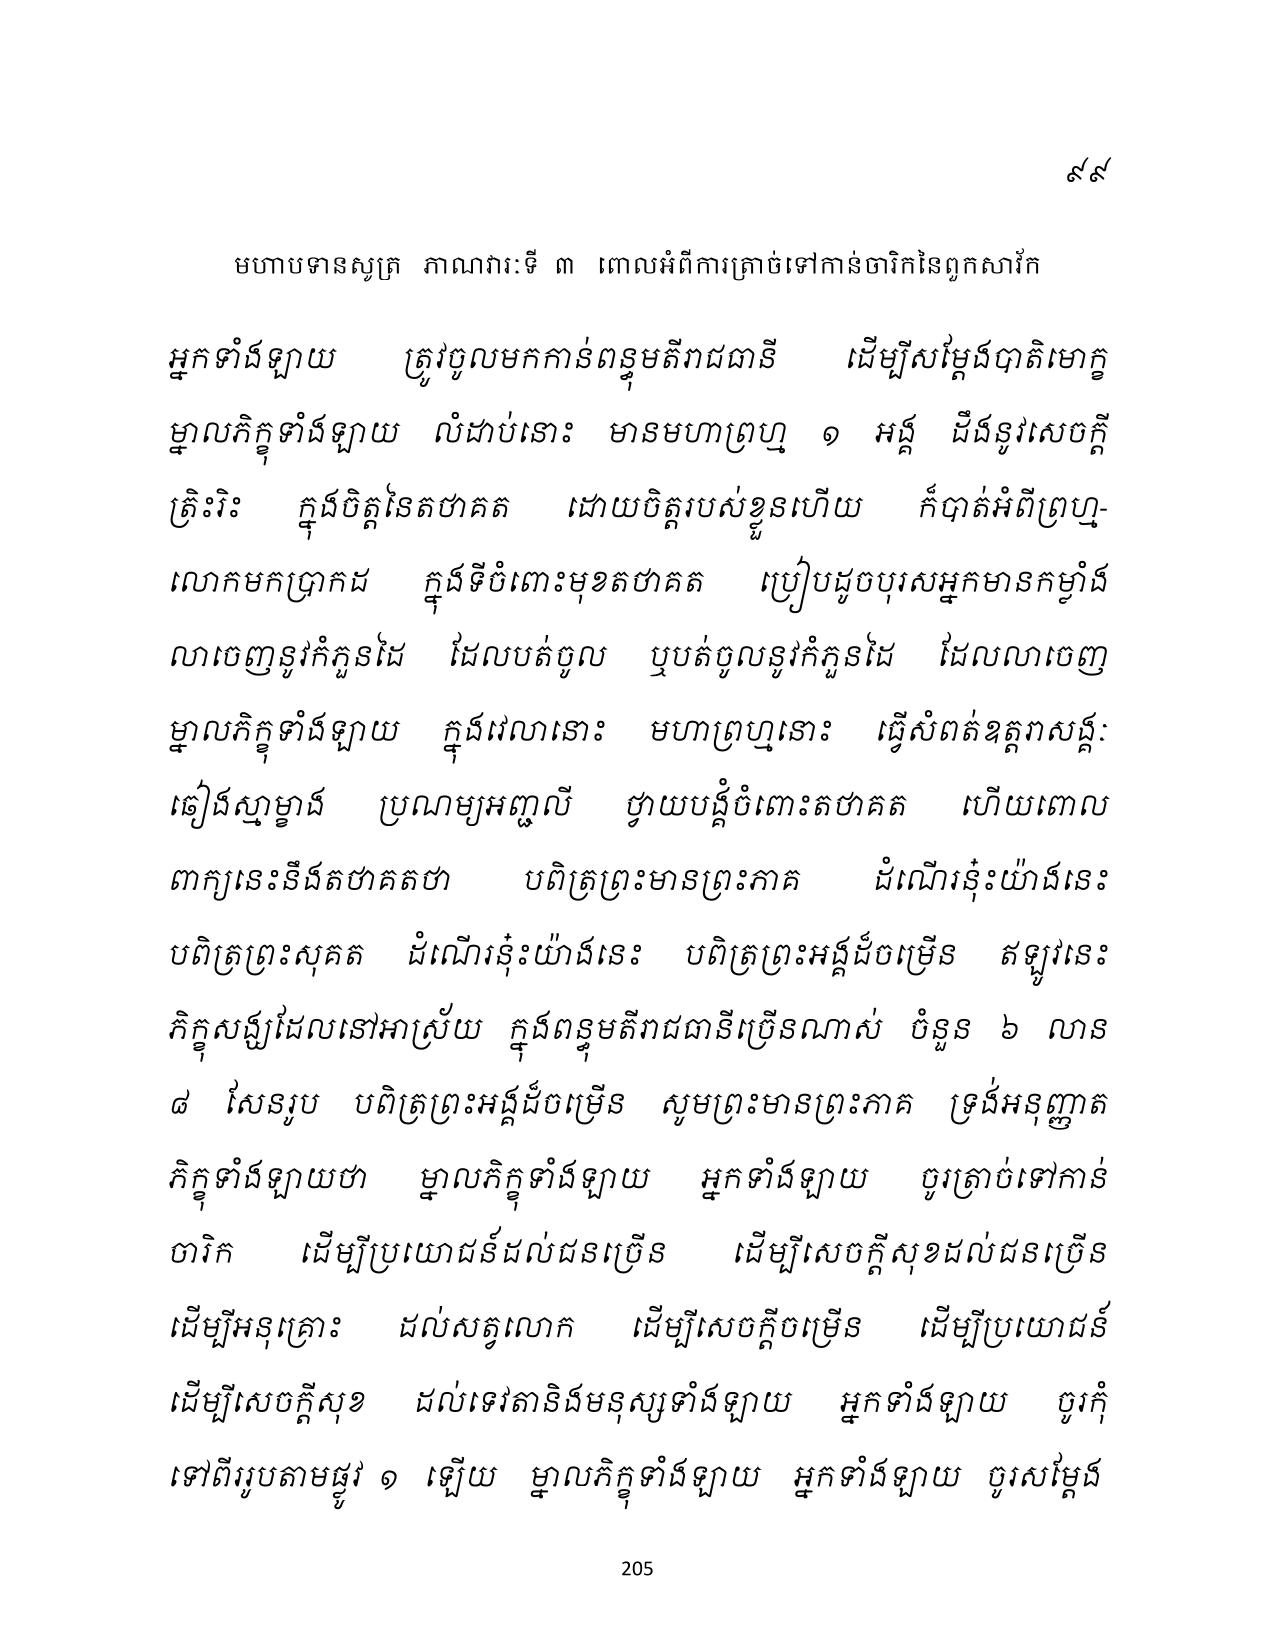 ៩៩
មហាបទានសូត្រ ភាណវារៈទី ៣ ពោលអំពីការត្រាច់ទៅកាន់ចារិកនៃពួកសាវ័ក
អ្នកទាំងឡាយ ត្រូវចូលមកកាន់ពន្ធុមតីរាជធានី ដើម្បីសម្តែងបាតិមោក្ខ
ម្នាលភិក្ខុទាំងឡាយ លំដាប់នោះ មានមហាព្រហ្ម ១ អង្គ ដឹងនូវសេចក្តី
ត្រិះរិះ ក្នុងចិត្តនៃតថាគត ដោយចិត្តរបស់ខ្លួនហើយ ក៏បាត់អំពីព្រហ្ម-
លោកមកប្រាកដ ក្នុងទីចំពោះមុខតថាគត ប្រៀបដូចបុរសអ្នកមានកម្លាំង
លាចេញនូវកំភួនដៃ ដែលបត់ចូល ឬបត់ចូលនូវកំភួនដៃ ដែលលាចេញ
ម្នាលភិក្ខុទាំងឡាយ ក្នុងវេលានោះ មហាព្រហ្មនោះ ធ្វើសំពត់ឧត្តរាសង្គៈ
ឆៀងស្មាម្ខាង ប្រណម្យអញ្ជលី ថ្វាយបង្គំចំពោះតថាគត ហើយពោល
ពាក្យនេះនឹងតថាគតថា បពិត្រព្រះមានព្រះភាគ ដំណើរនុ៎ះយ៉ាងនេះ
បពិត្រព្រះសុគត ដំណើរនុ៎ះយ៉ាងនេះ បពិត្រព្រះអង្គដ៏ចម្រើន ឥឡូវនេះ
ភិក្ខុសង្ឃដែលនៅអាស្រ័យ ក្នុងពន្ធុមតីរាជធានីច្រើនណាស់ ចំនួន ៦ លាន
៨ សែនរូប បពិត្រព្រះអង្គដ៏ចម្រើន សូមព្រះមានព្រះភាគ ទ្រង់អនុញ្ញាត
ភិក្ខុទាំងឡាយថា ម្នាលភិក្ខុទាំងឡាយ អ្នកទាំងឡាយ ចូរត្រាច់ទៅកាន់
ចារិក ដើម្បីប្រយោជន៍ដល់ជនច្រើន ដើម្បីសេចក្តីសុខដល់ជនច្រើន
ដើម្បីអនុគ្រោះ ដល់សត្វលោក ដើម្បីសេចក្តីចម្រើន ដើម្បីប្រយោជន៍
ដើម្បីសេចក្តីសុខ ដល់ទេវតានិងមនុស្សទាំងឡាយ អ្នកទាំងឡាយ ចូរកុំ
ទៅពីររូបតាមផ្លូវ ១ ឡើយ ម្នាលភិក្ខុទាំងឡាយ អ្នកទាំងឡាយ ចូរសម្តែង
205